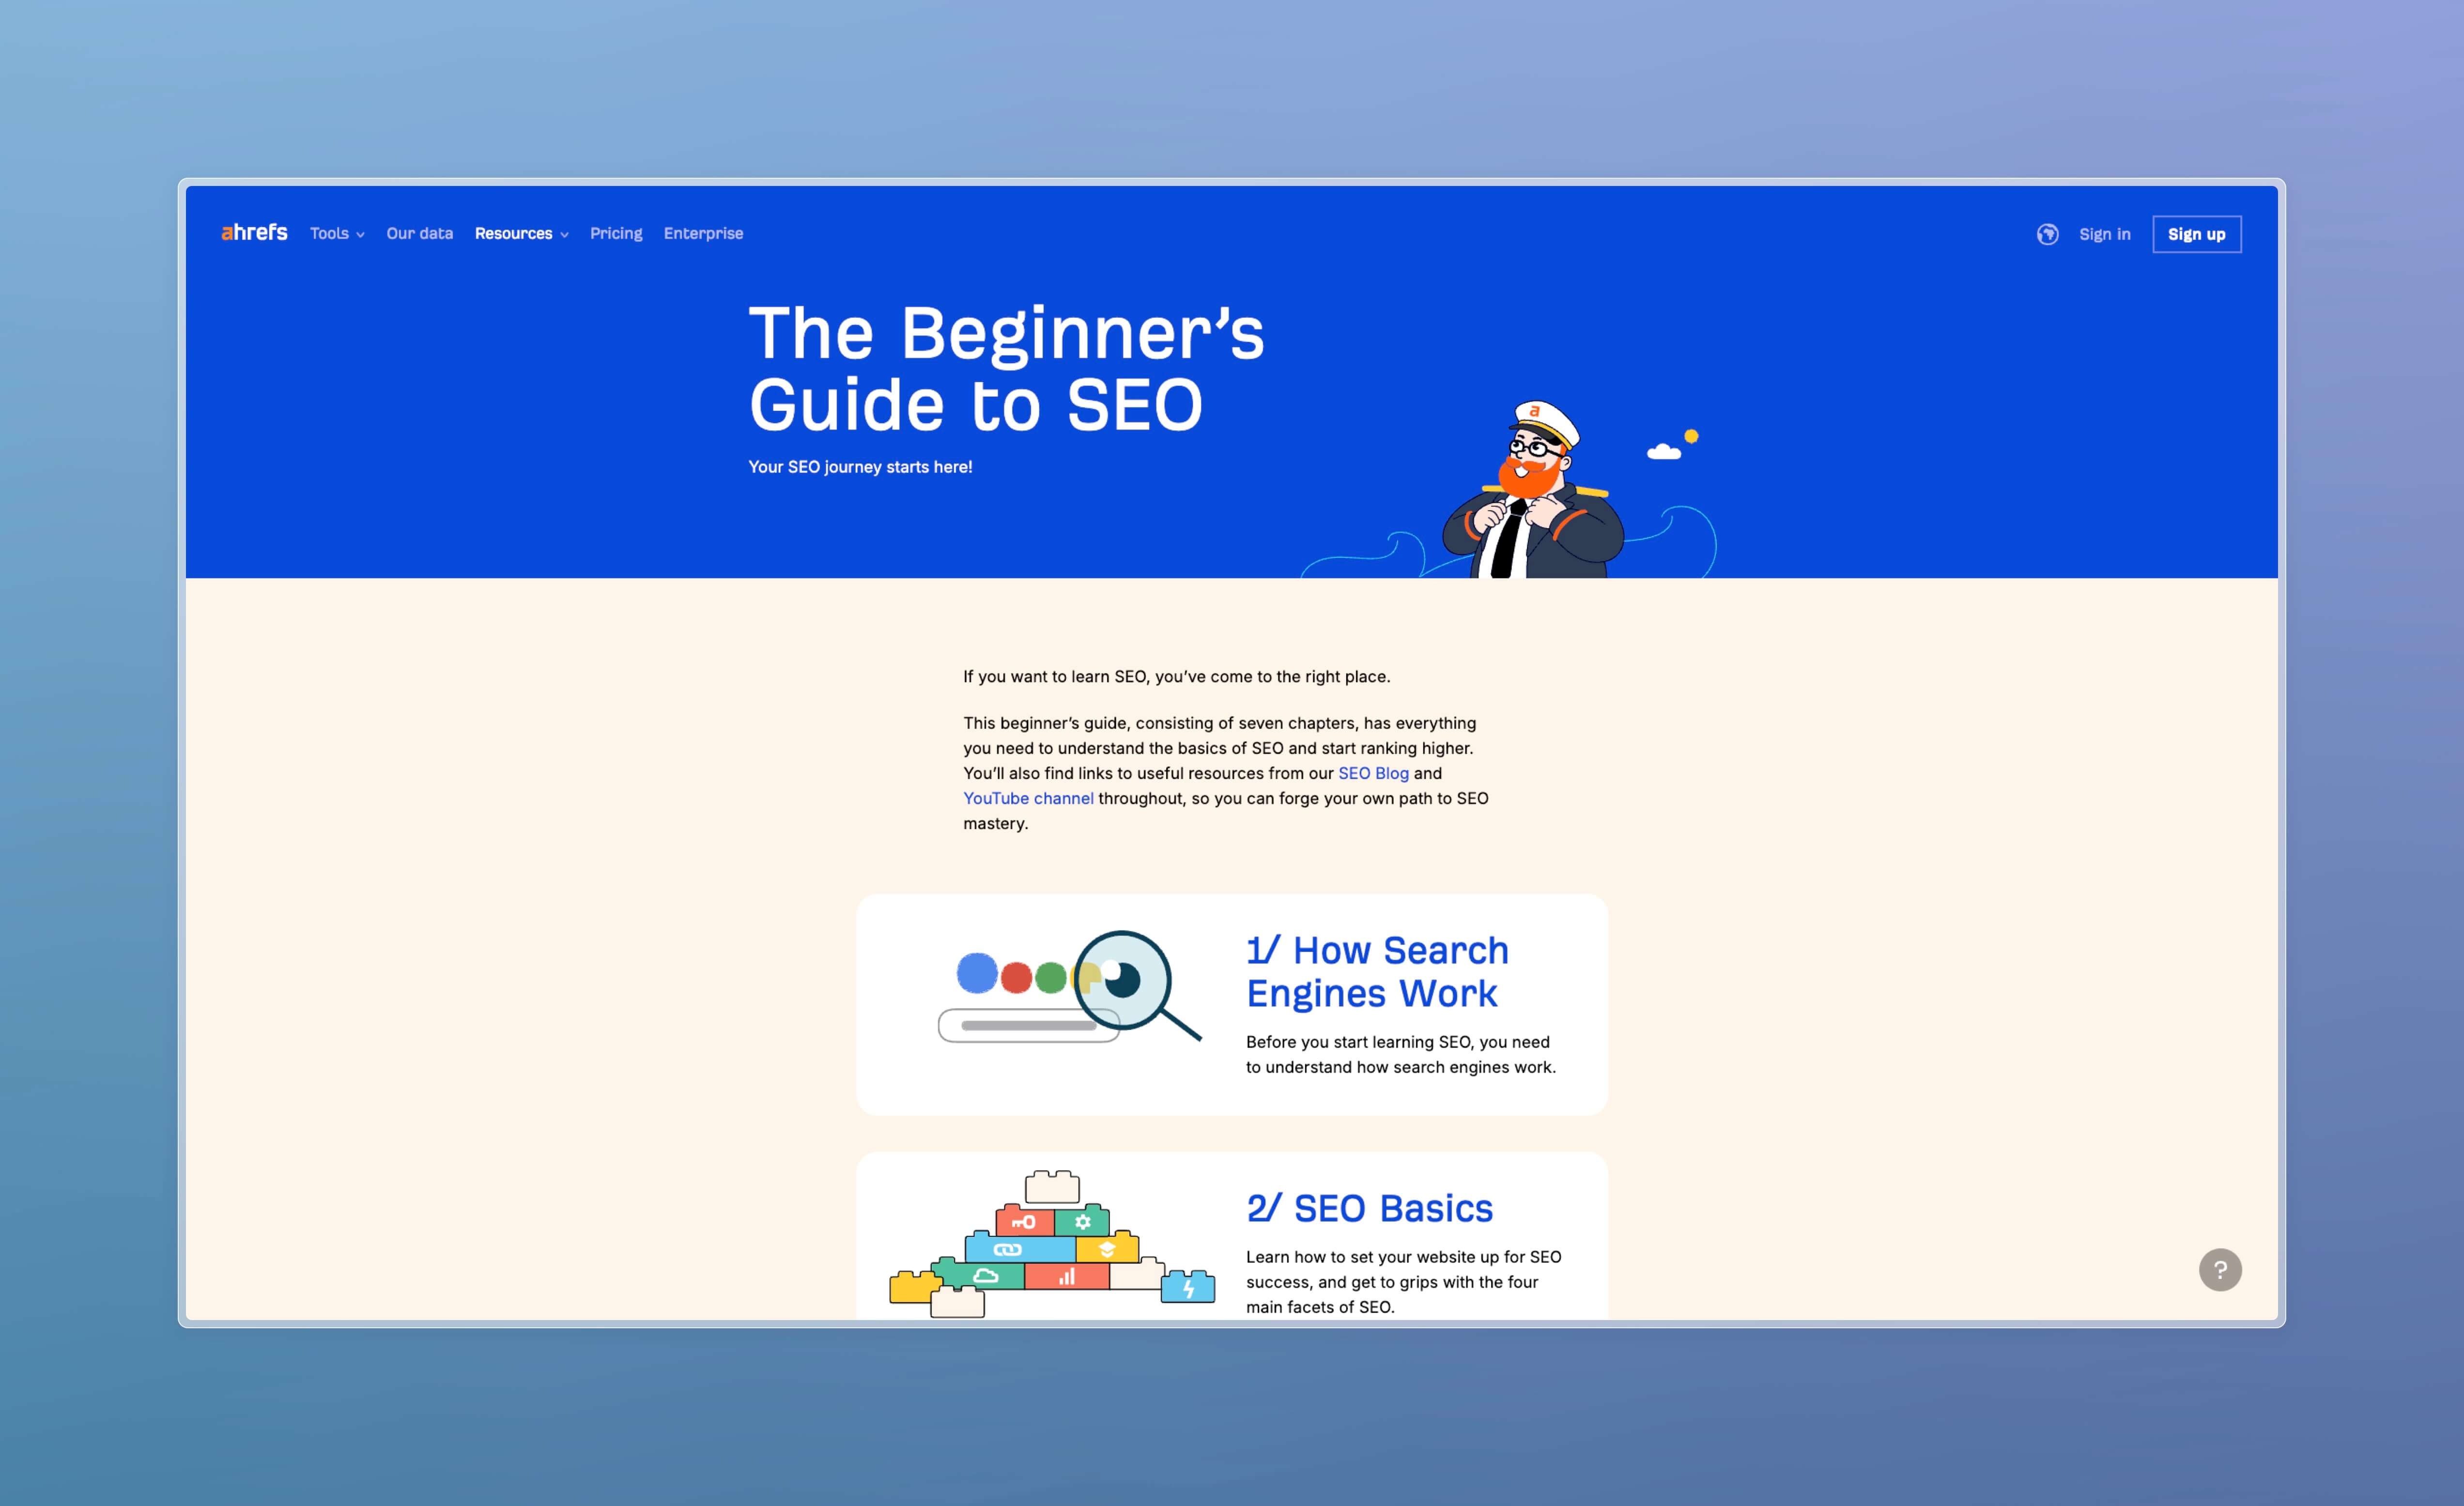 ahrefs Tools Our data Resources Pricing Enterprise Sign in Sign up
The Beginner’s
Guide to SEO
Your SEO journey starts here!
a
If you want to learn SEO, you’ve come to the right place.
This beginner’s guide, consisting of seven chapters, has everything
you need to understand the basics of SEO and start ranking higher.
You’ll also find links to useful resources from our SEO Blog and
YouTube channel throughout, so you can forge your own path to SEO
mastery.
1/ How Search
Engines Work
Before you start learning SEO, you need
to understand how search engines work.
2/ SEO Basics
Learn how to set your website up for SEO
success, and get to grips with the four
main facets of SEO.
?